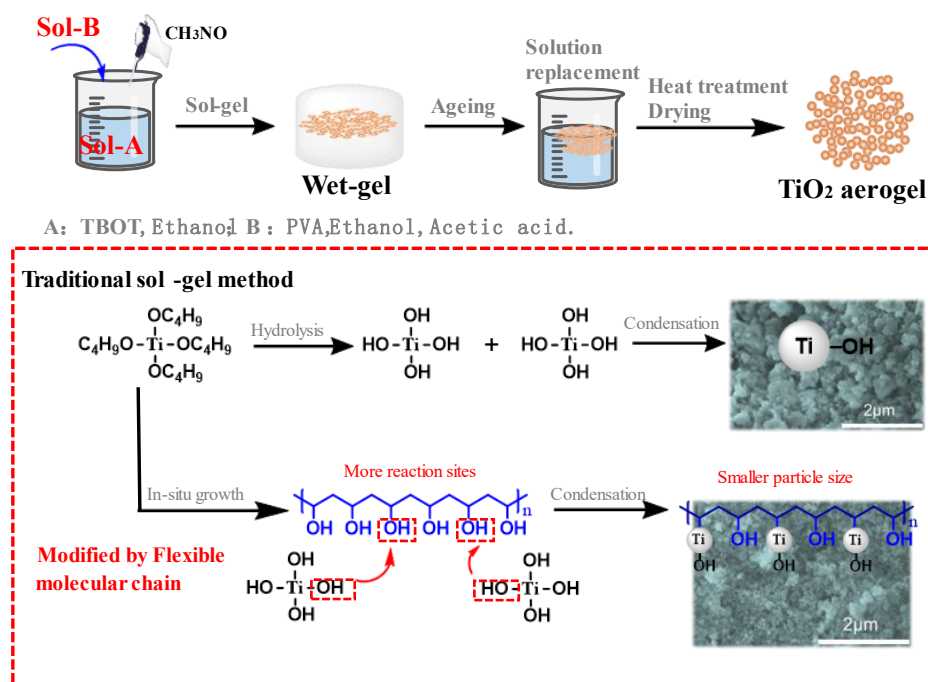 Sol-B
CH3NO
Sol-A
Sol-gel
Wet-gel
Ageing
Solution
replacement
Heat treatment
Drying
TiO2 aerogel
A: TBOT, Ethanol B: PVA,Ethanol, Acetic acid.
Traditional sol -gel method
OC4H9
C4H9O-Ti-OC4H9
OC4H9
Hydrolysis
OH
HO-Ti-OH
OH
+
OH
HO-Ti-OH
OH
Condensation
Ti -OH
2μm
In-situ growth
More reaction sites
n
OH OH OH OH OH OH
Condensation
Smaller particle size
n
Ti OH Ti OH Ti OH
OH OH OH
2μm
Modified by Flexible
molecular chain
OH
HO-Ti-OH
OH
OH
HO-Ti-OH
OH